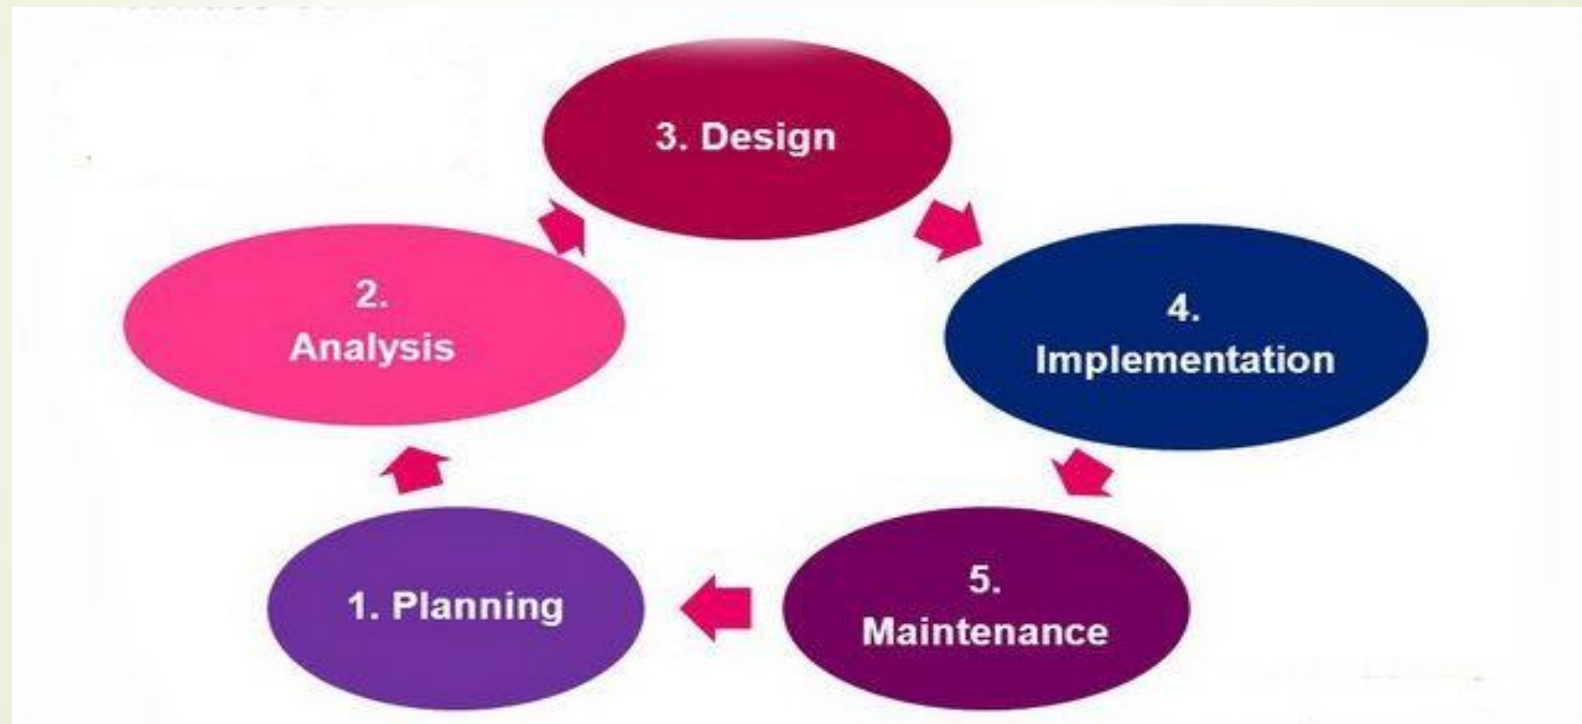 1. Planning
2.
Analysis
3. Design
4.
Implementation
5.
Maintenance